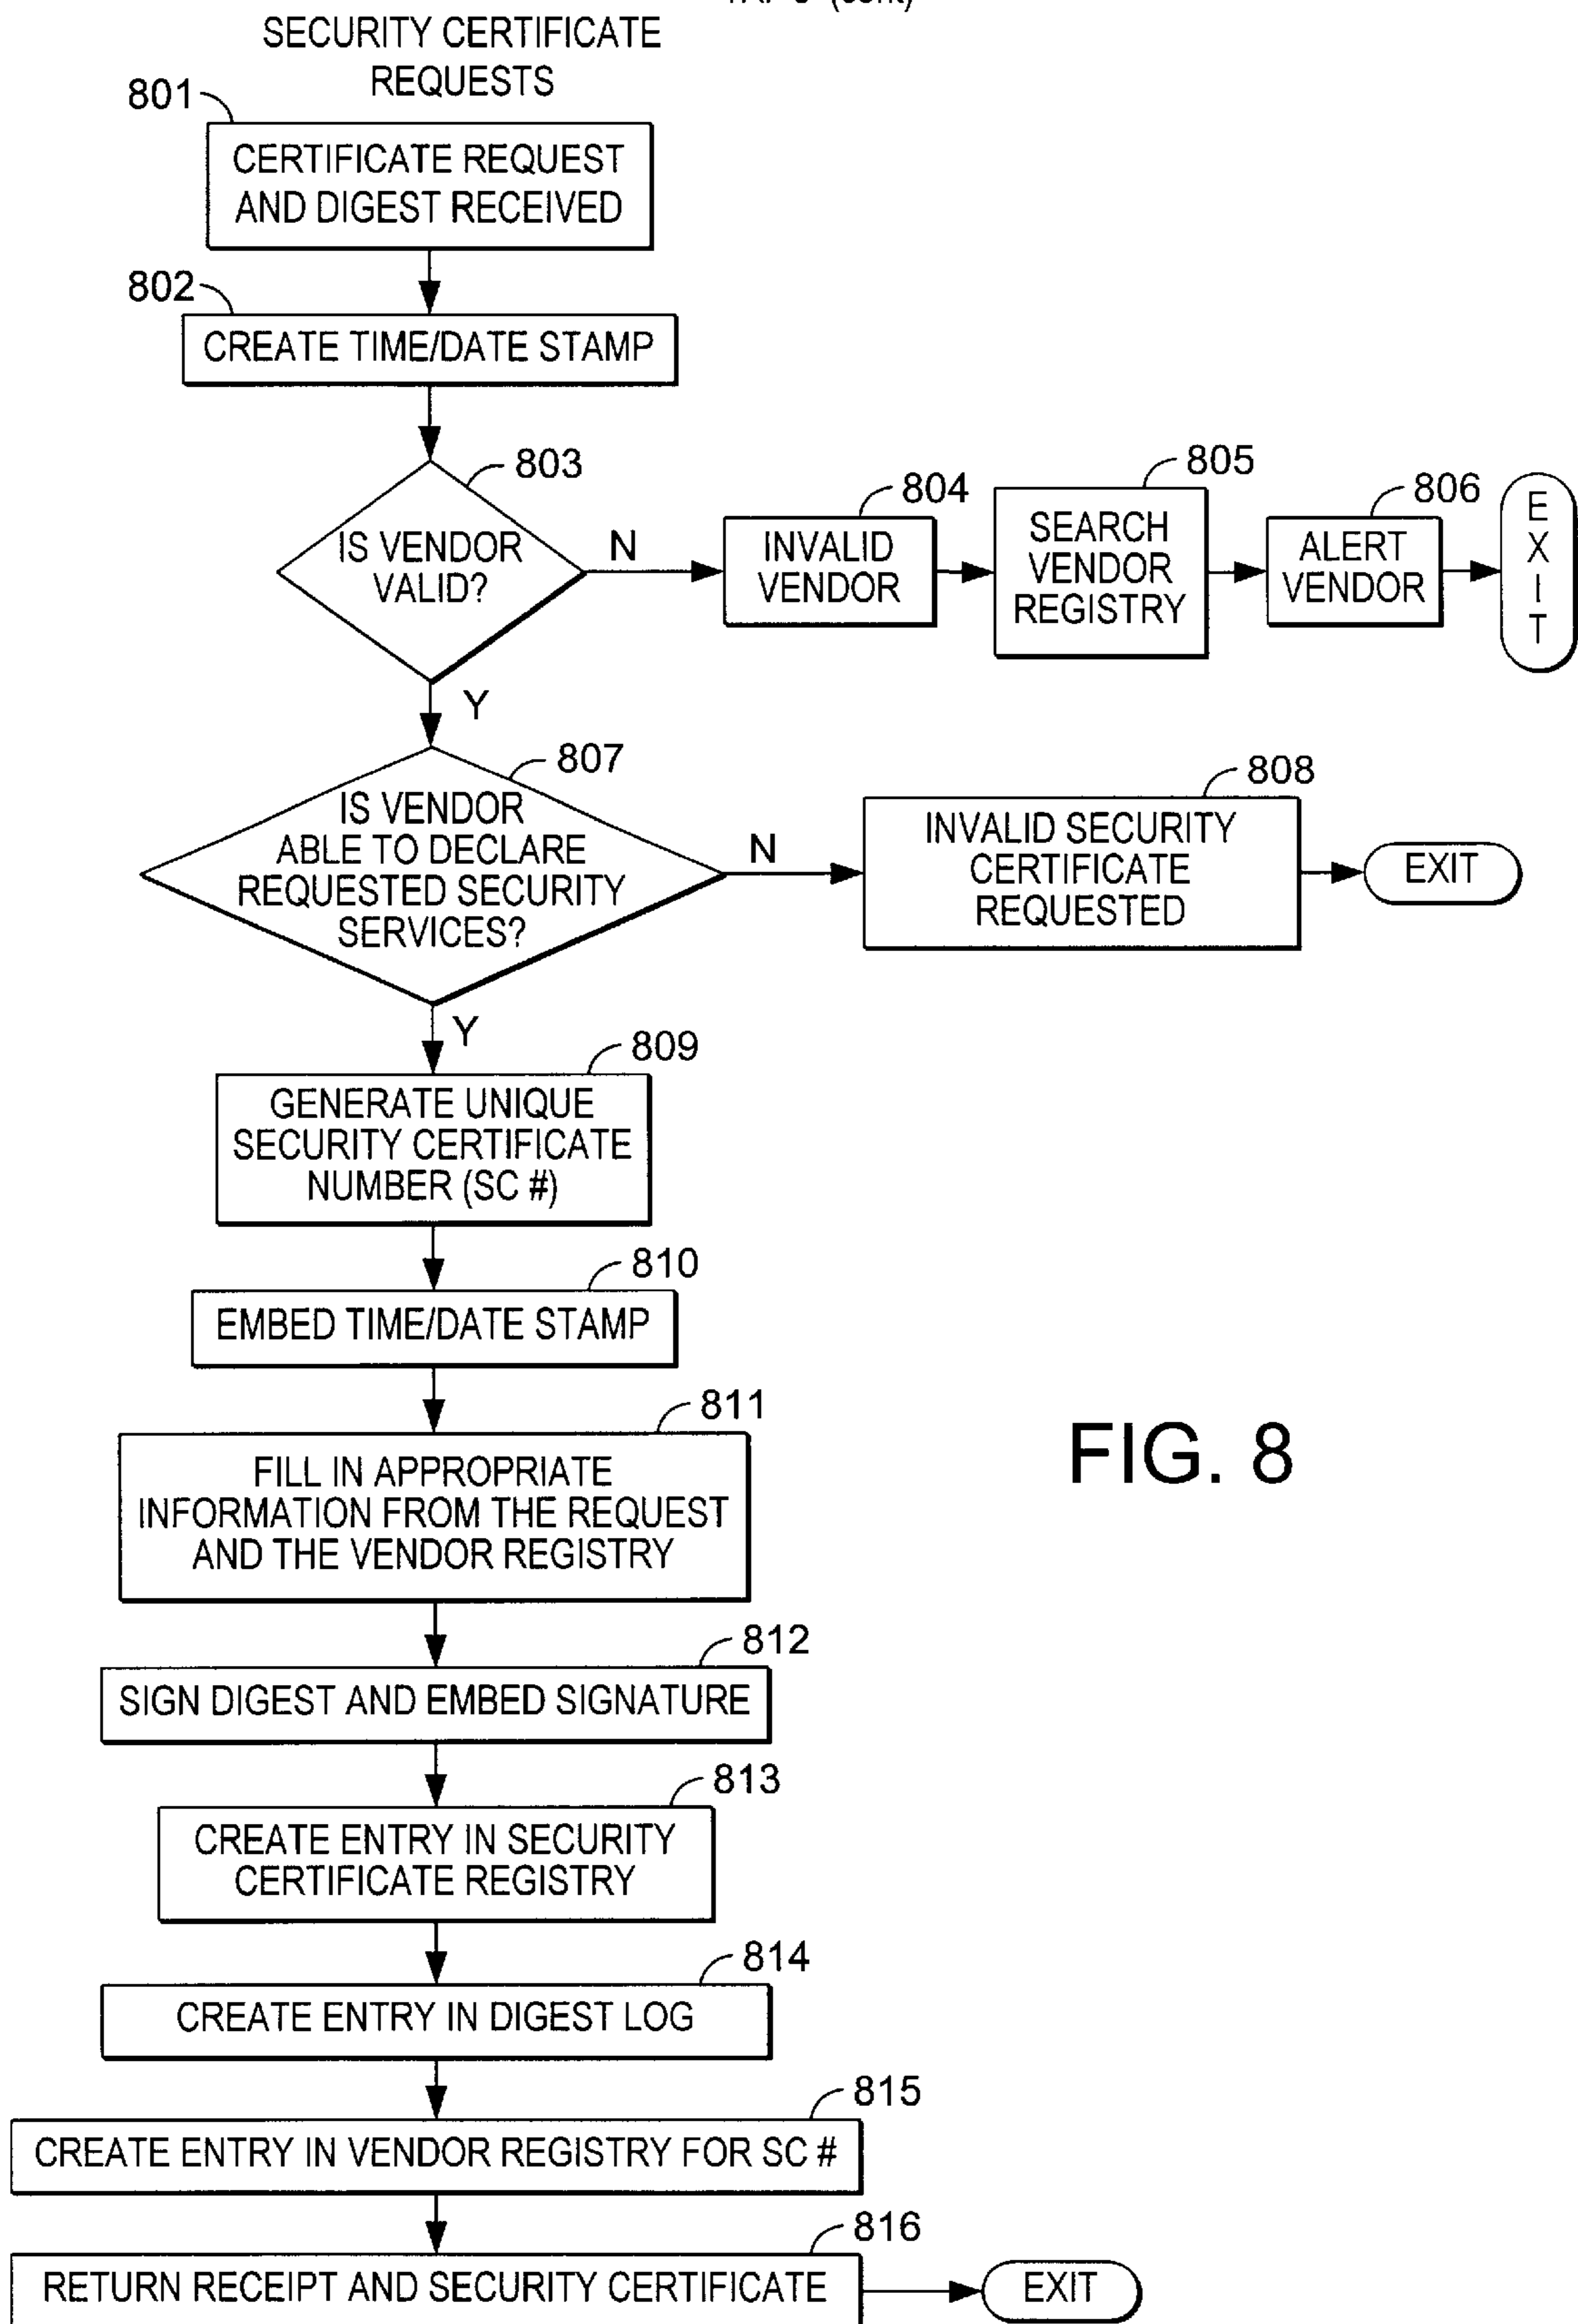 (cont)
SECURITY CERTIFICATE
REQUESTS
801
CERTIFICATE REQUEST
AND DIGEST RECEIVED
802
CREATE TIME/DATE STAMP
803
IS VENDOR
VALID?
N
804
INVALID
VENDOR
805
SEARCH
VENDOR
REGISTRY
806
ALERT
VENDOR
E
X
I
T
Y
807
IS VENDOR
ABLE TO DECLARE
REQUESTED SECURITY
SERVICES?
N
808
INVALID SECURITY
CERTIFICATE
REQUESTED
EXIT
Y
809
GENERATE UNIQUE
SECURITY CERTIFICATE
NUMBER (SC #)
810
EMBED TIME/DATE STAMP
811
FILL IN APPROPRIATE
INFORMATION FROM THE REQUEST
AND THE VENDOR REGISTRY
FIG. 8
812
SIGN DIGEST AND EMBED SIGNATURE
813
CREATE ENTRY IN SECURITY
CERTIFICATE REGISTRY
814
CREATE ENTRY IN DIGEST LOG
815
CREATE ENTRY IN VENDOR REGISTRY FOR SC #
816
RETURN RECEIPT AND SECURITY CERTIFICATE
EXIT